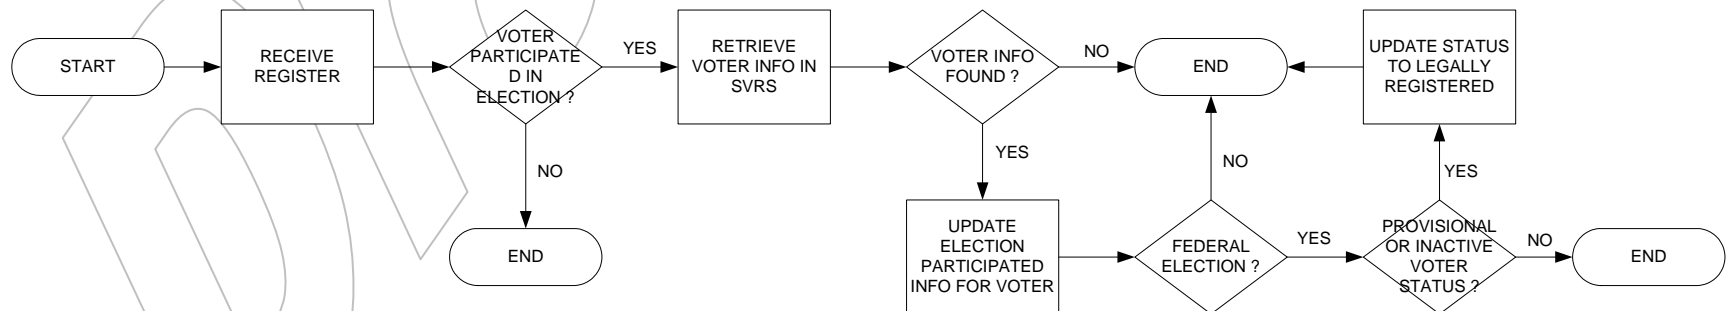 START
RECEIVE
REGISTER
VOTER
PARTICIPATE
D IN
ELECTION ?
YES
RETRIEVE
VOTER INFO IN
SVRS
VOTER INFO
FOUND ?
NO
END
UPDATE STATUS
TO LEGALLY
REGISTERED
NO
END
YES
UPDATE
ELECTION
PARTICIPATED
INFO FOR VOTER
FEDERAL
ELECTION ?
NO
YES
PROVISIONAL
OR INACTIVE
VOTER
STATUS ?
YES
NO
END